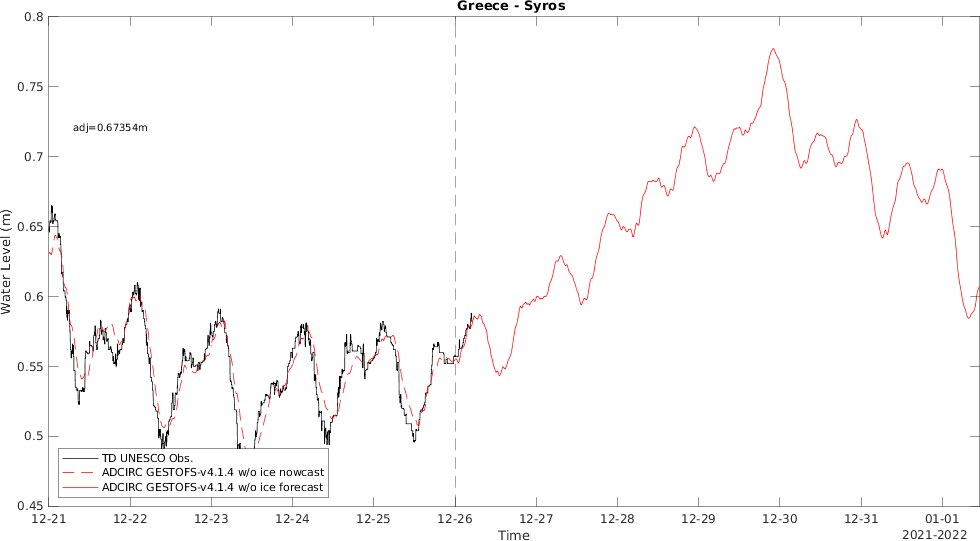 Greece - Syros
0.8
0.75
0.7
0.65
0.6
0.55
0.5
0.45
Water Level (m)
adj=0.67354m
TD UNESCO Obs.
ADCIRC GESTOFS-v4.1.4 w/o ice nowcast
ADCIRC GESTOFS-v4.1.4 w/o ice forecast
12-21 12-22 12-23 12-24 12-25 12-26 12-27 12-28 12-29 12-30 12-31 01-01
Time
2021-2022